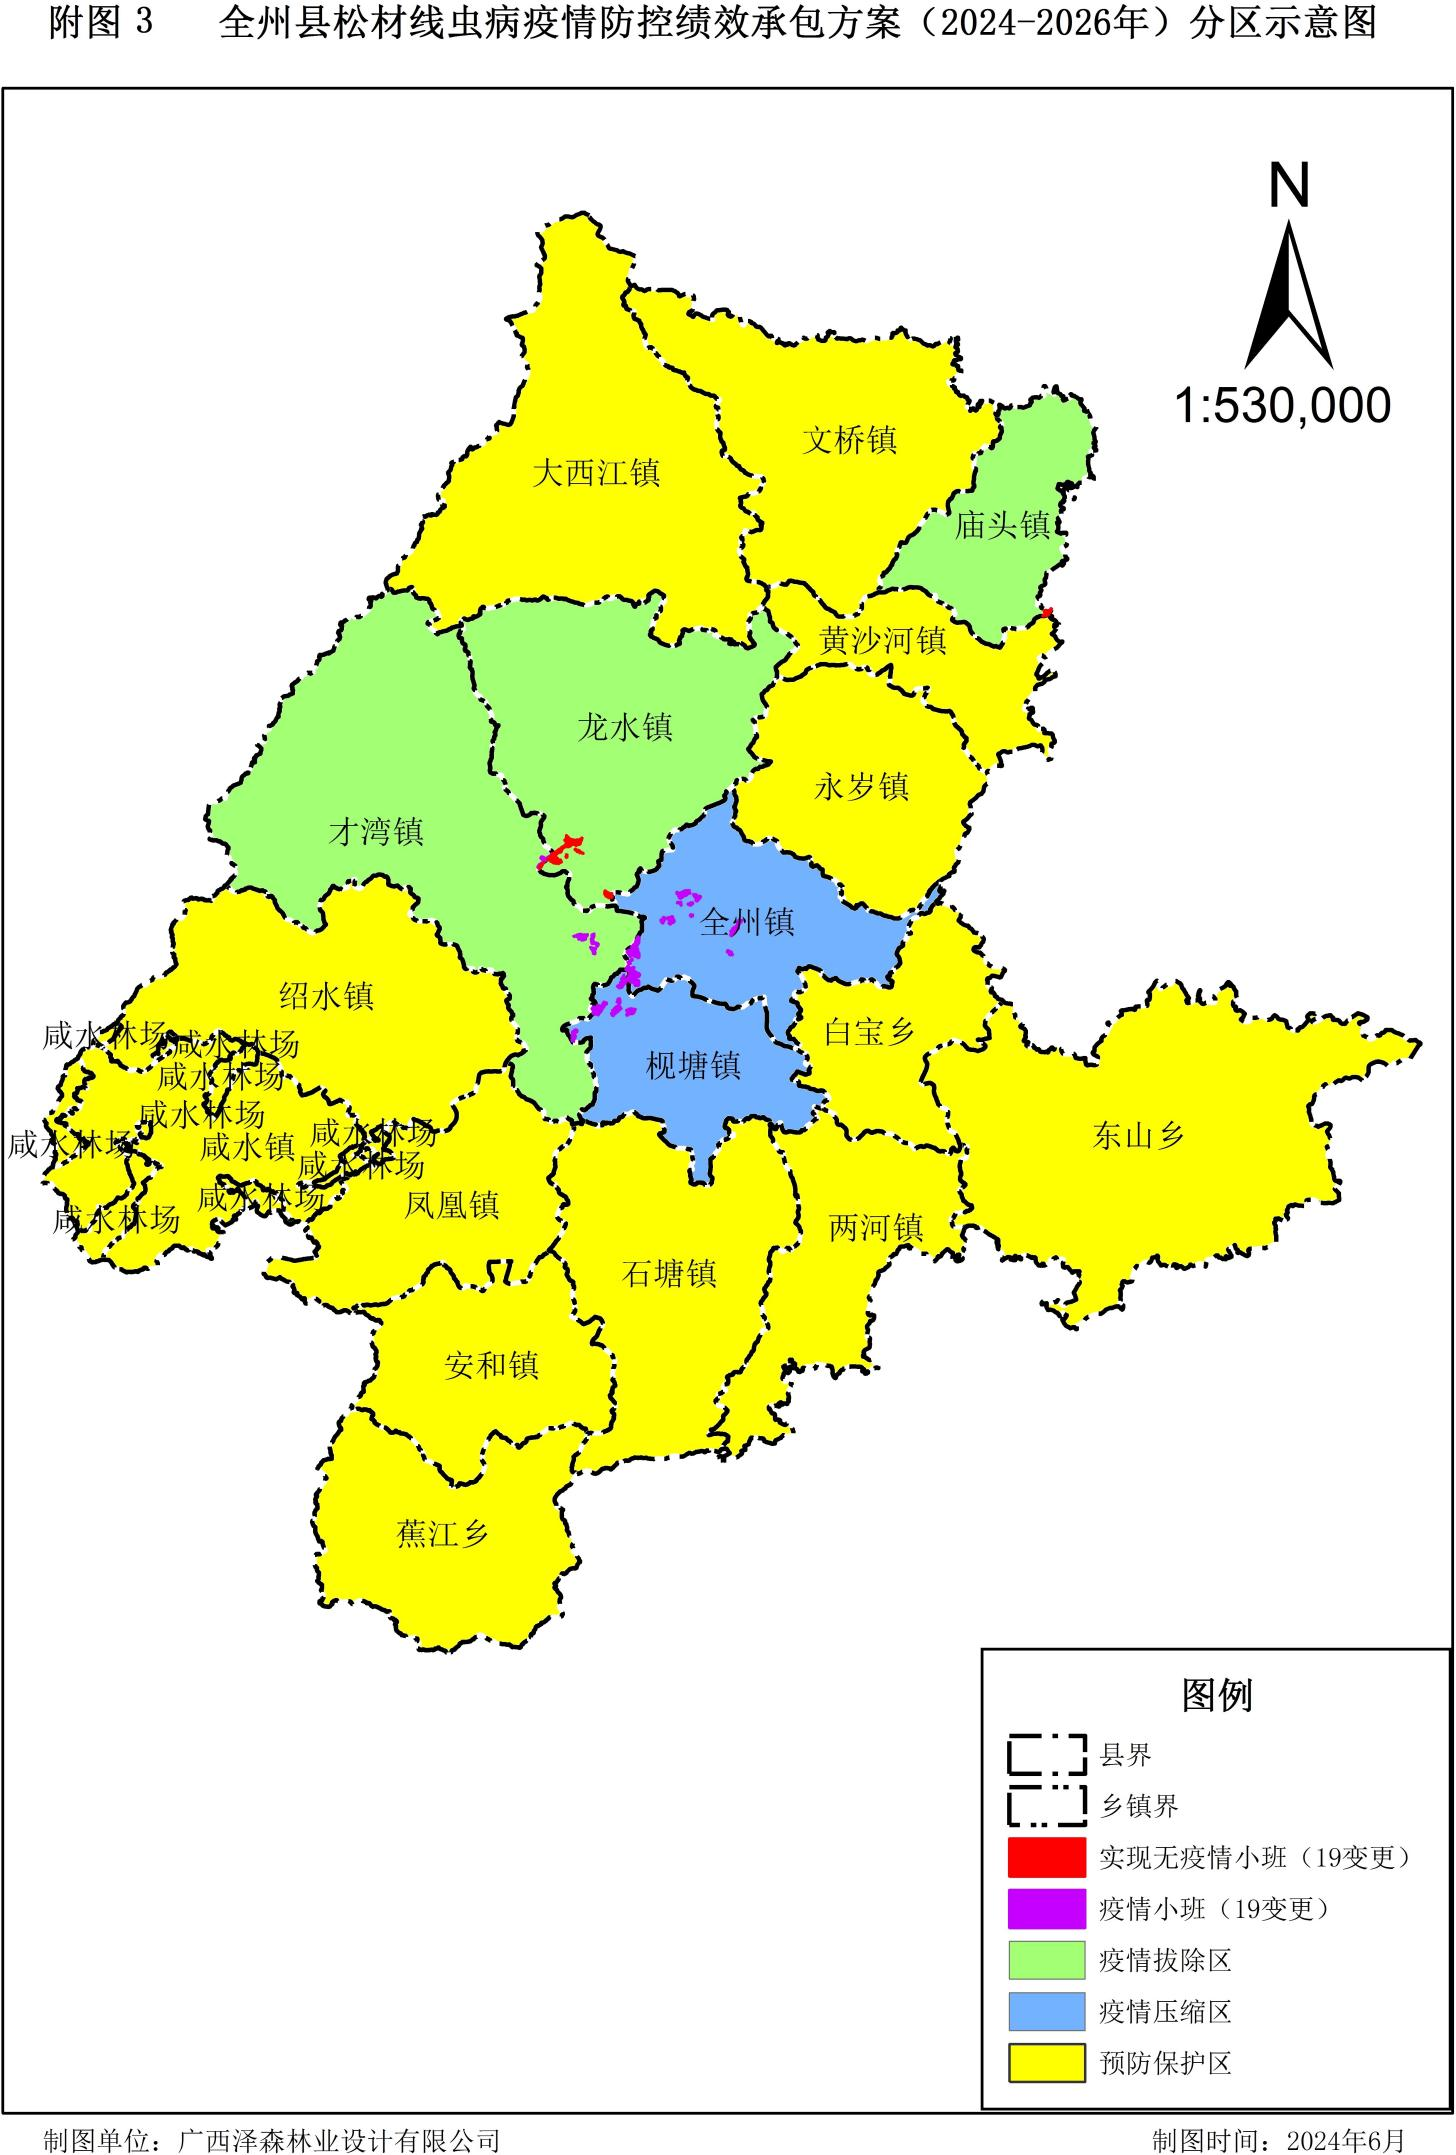 附图 3 全州县松材线虫病疫情防控绩效承包方案（2024-2026年）分区示意图
N
1:530,000
文桥镇
大西江镇
庙头镇
黄沙河镇
龙水镇
永岁镇
才湾镇
全州镇
绍水镇
白宝乡
咸水林场
咸水林场
枧塘镇
咸水林场
咸水林场
咸水林场
东山乡
咸水林场
咸水镇
咸水林场
咸水林场
凤凰镇
咸水林场
两河镇
石塘镇
安和镇
蕉江乡
图例
县界
乡镇界
实现无疫情小班（19变更）
疫情小班（19变更）
疫情拔除区
疫情压缩区
预防保护区
制图单位：广西泽森林业设计有限公司 制图时间：2024年6月